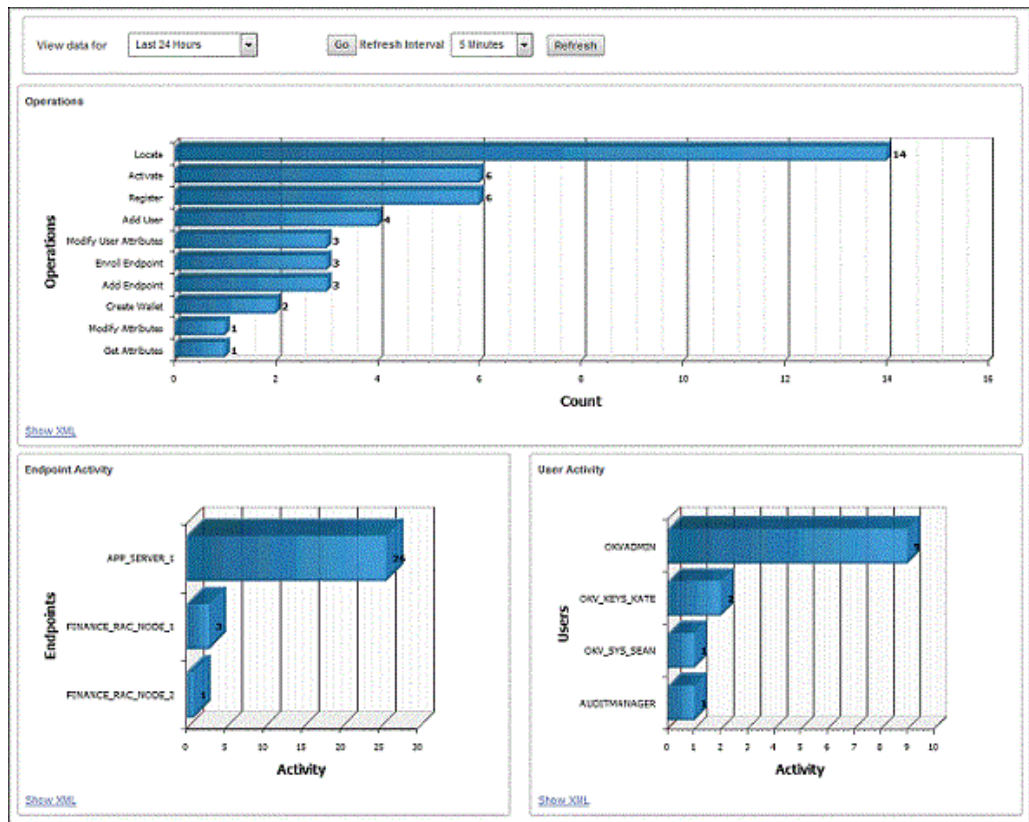 View data for Last 24 Hours Go Refresh Interval 5 Minutes Refresh
Operations
Operations
Locate 14
Activate 6
Register 6
Add User 4
Modify User Attributes 3
Enroll Endpoint 3
Add Endpoint 3
Create Wallet 2
Modify Attributes 1
Get Attributes 1
0 2 4 6 8 10 12 14 16
Count
Show XML
Endpoint Activity
Endpoints
APP_SERVER_1 26
FINANCE_RAC_NODE_1 3
FINANCE_RAC_NODE_2 1
0 5 10 15 20 25 30
Activity
Show XML
User Activity
Users
OKVADMIN 9
OKV_KEYS_KATE 2
OKV_SYS_SEAN 1
AUDITMANAGER 1
0 1 2 3 4 5 6 7 8 9 10
Activity
Show XML